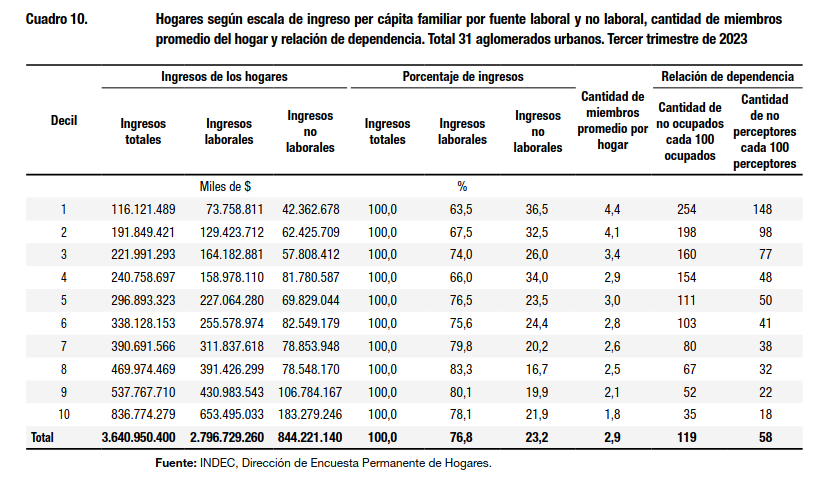 Cuadro 10. Hogares según escala de ingreso per cápita familiar por fuente laboral y no laboral, cantidad de miembros
promedio del hogar y relación de dependencia. Total 31 aglomerados urbanos. Tercer trimestre de 2023
Ingresos de los hogares Porcentaje de ingresos Relación de dependencia
Decil
Ingresos
totales
Ingresos
laborales
Ingresos
no
laborales
Ingresos
totales
Ingresos
laborales
Ingresos
no
laborales
Cantidad de
miembros
promedio por
hogar
Cantidad de
no ocupados
cada 100
ocupados
Cantidad
de no
perceptores
cada 100
perceptores
Miles de $ %
1 116.121.489 73.758.811 42.362.678 100,0 63,5 36,5 4,4 254 148
2 191.849.421 129.423.712 62.425.709 100,0 67,5 32,5 4,1 198 98
3 221.991.293 164.182.881 57.808.412 100,0 74,0 26,0 3,4 160 77
4 240.758.697 158.978.110 81.780.587 100,0 66,0 34,0 2,9 154 48
5 296.893.323 227.064.280 69.829.044 100,0 76,5 23,5 3,0 111 50
6 338.128.153 255.578.974 82.549.179 100,0 75,6 24,4 2,8 103 41
7 390.691.566 311.837.618 78.853.948 100,0 79,8 20,2 2,6 80 38
8 469.974.469 391.426.299 78.548.170 100,0 83,3 16,7 2,5 67 32
9 537.767.710 430.983.543 106.784.167 100,0 80,1 19,9 2,1 52 22
10 836.774.279 653.495.033 183.279.246 100,0 78,1 21,9 1,8 35 18
Total 3.640.950.400 2.796.729.260 844.221.140 100,0 76,8 23,2 2,9 119 58
Fuente: INDEC, Dirección de Encuesta Permanente de Hogares.